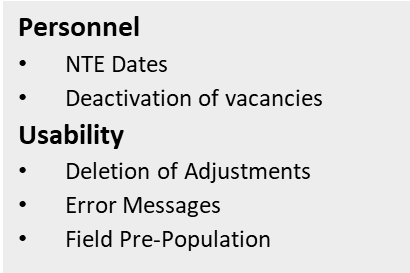 Personnel
• NTE Dates
• Deactivation of vacancies
Usability
• Deletion of Adjustments
• Error Messages
• Field Pre-Population